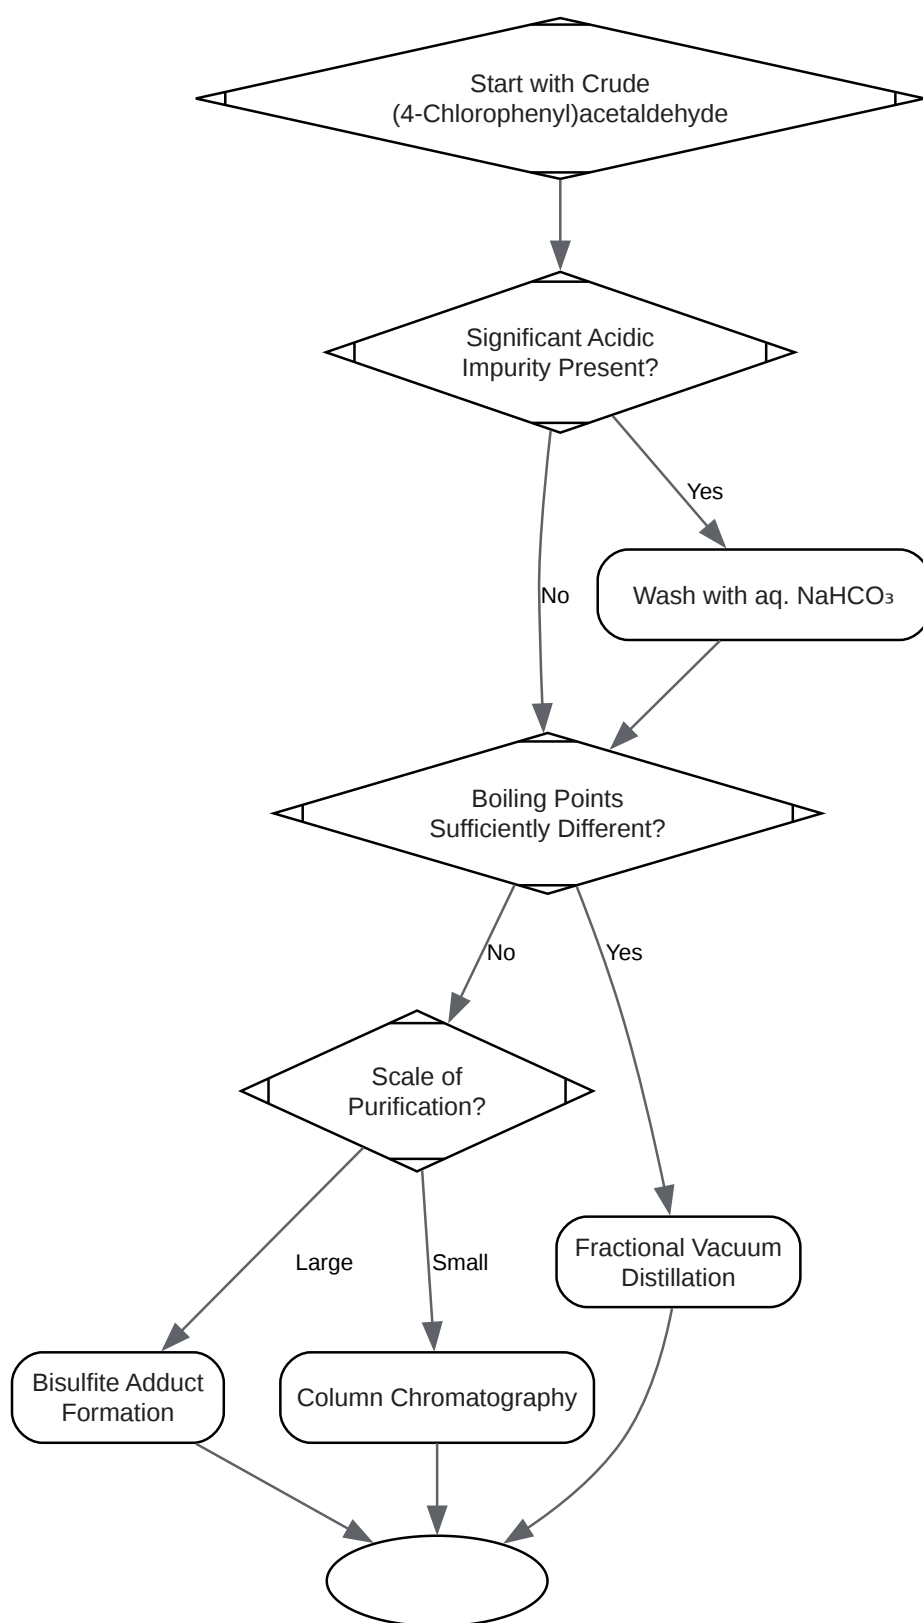 Start with Crude
(4-Chlorophenyl)acetaldehyde
Significant Acidic
Impurity Present?
Yes
No
Wash with aq. NaHCO₃
Boiling Points
Sufficiently Different?
No
Yes
Scale of
Purification?
Large
Small
Fractional Vacuum
Distillation
Bisulfite Adduct
Formation
Column Chromatography